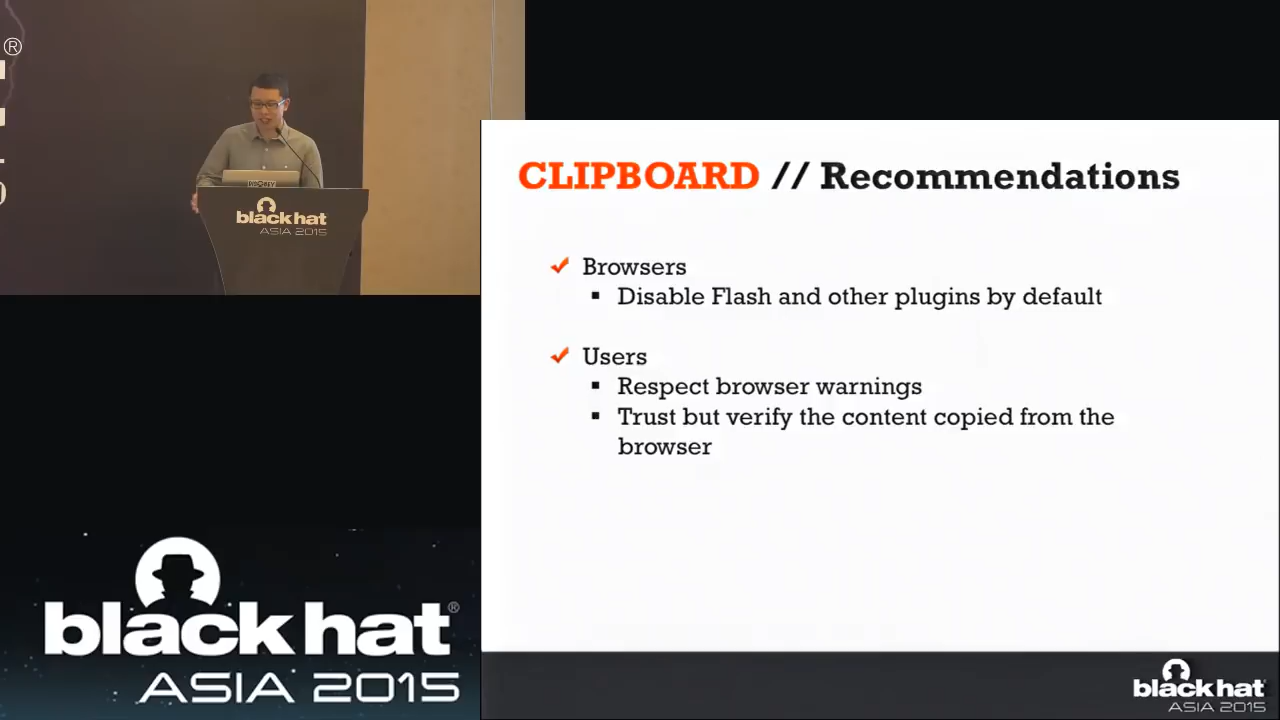 ®
black hat
ASIA 2015
CLIPBOARD // Recommendations
Browsers
Disable Flash and other plugins by default
Users
Respect browser warnings
Trust but verify the content copied from the
browser
black hat®
ASIA 2015
black hat
ASIA 2015